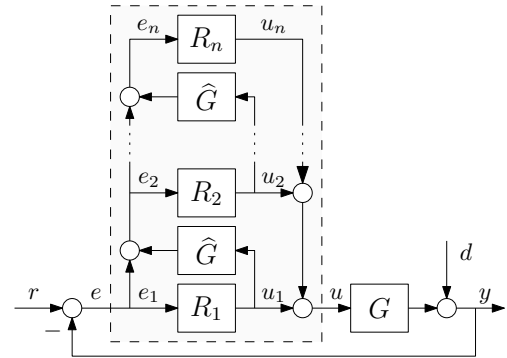 e_n R_n u_n
Ĝ
e_2 R_2 u_2
Ĝ
d
r e e_1 R_1 u_1 u G y
−